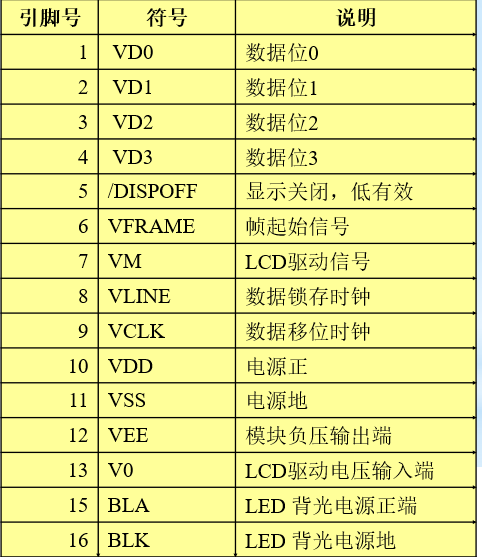 引脚号 符号 说明
1 VD0 数据位0
2 VD1 数据位1
3 VD2 数据位2
4 VD3 数据位3
5 /DISPOFF 显示关闭，低有效
6 VFRAME 帧起始信号
7 VM LCD驱动信号
8 VLINE 数据锁存时钟
9 VCLK 数据移位时钟
10 VDD 电源正
11 VSS 电源地
12 VEE 模块负压输出端
13 V0 LCD驱动电压输入端
15 BLA LED 背光电源正端
16 BLK LED 背光电源地